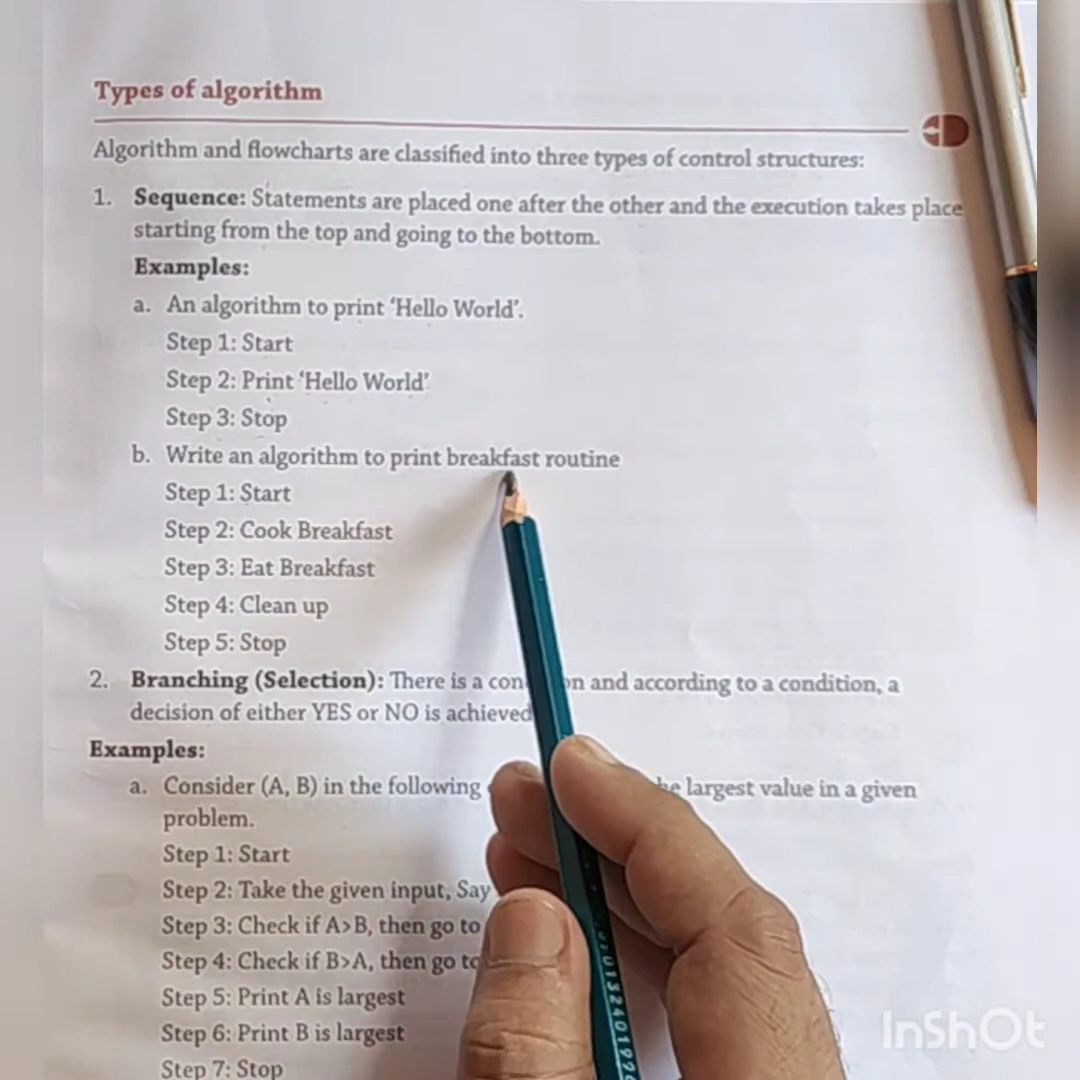 Types of algorithm
Algorithm and flowcharts are classified into three types of control structures:
1. Sequence: Statements are placed one after the other and the execution takes place
starting from the top and going to the bottom.
Examples:
a. An algorithm to print ‘Hello World’.
Step 1: Start
Step 2: Print ‘Hello World’
Step 3: Stop
b. Write an algorithm to print breakfast routine
Step 1: Start
Step 2: Cook Breakfast
Step 3: Eat Breakfast
Step 4: Clean up
Step 5: Stop
2. Branching (Selection): There is a and according to a condition, a
decision of either YES or NO is achieved
Examples:
a. Consider (A, B) in the following largest value in a given
problem.
Step 1: Start
Step 2: Take the given input, Say
Step 3: Check if A>B, then go to
Step 4: Check if B>A, then go
Step 5: Print A is largest
Step 6: Print B is largest
Step 7: Stop
InShOt